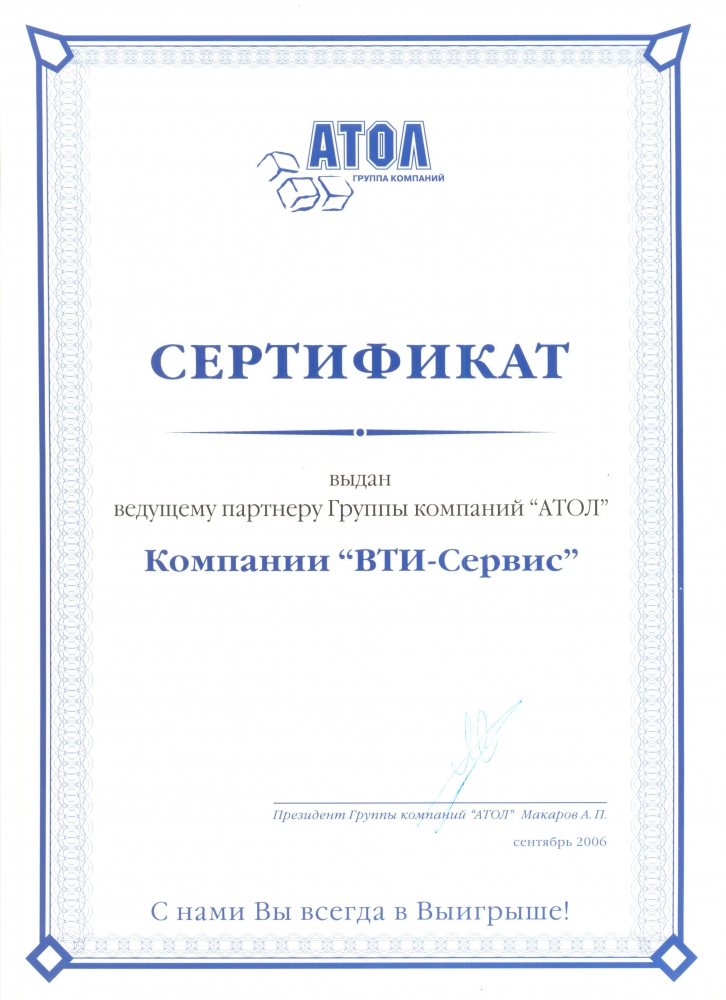 АТОЛ
ГРУППА КОМПАНИЙ
СЕРТИФИКАТ
выдан
ведущему партнеру Группы компаний “АТОЛ”
Компании “ВТИ-Сервис”
Президент Группы компаний “АТОЛ” Макаров А. П.
сентябрь 2006
С нами Вы всегда в Выигрыше!